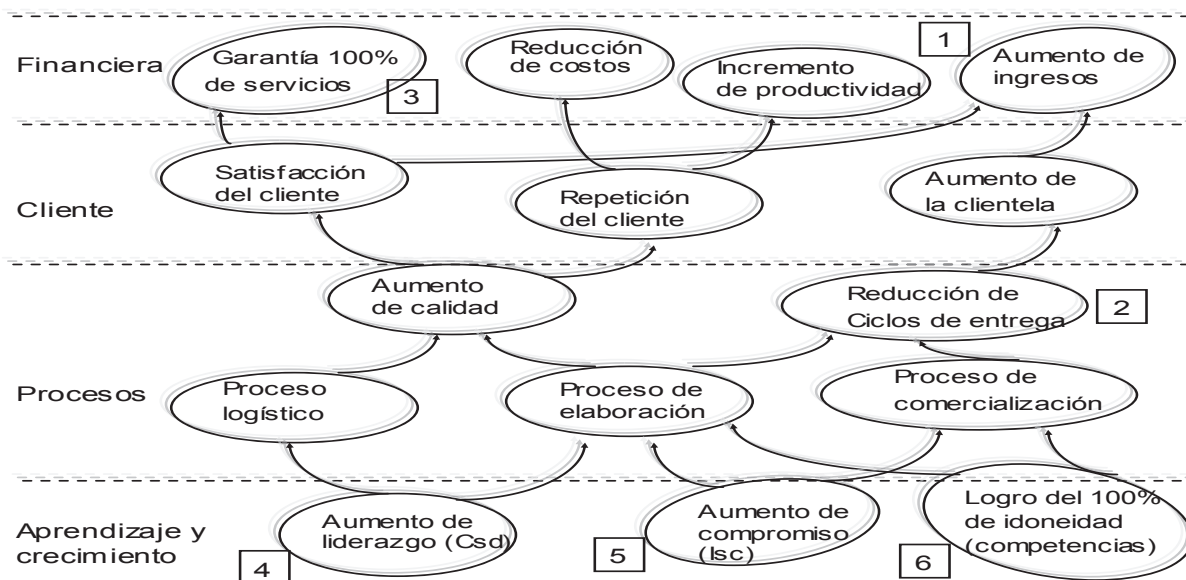 Financiera
Garantía 100%
de servicios
3
Reducción
de costos
Incremento
de productividad
1
Aumento de
ingresos
Cliente
Satisfacción
del cliente
Repetición
del cliente
Aumento de
la clientela
Procesos
Aumento
de calidad
Reducción de
Ciclos de entrega
2
Proceso
logístico
Proceso de
elaboración
Proceso de
comercialización
Aprendizaje y
crecimiento
Aumento de
liderazgo (Csd)
4
Aumento de
compromiso
(Isc)
5
Logro del 100%
de idoneidad
(competencias)
6